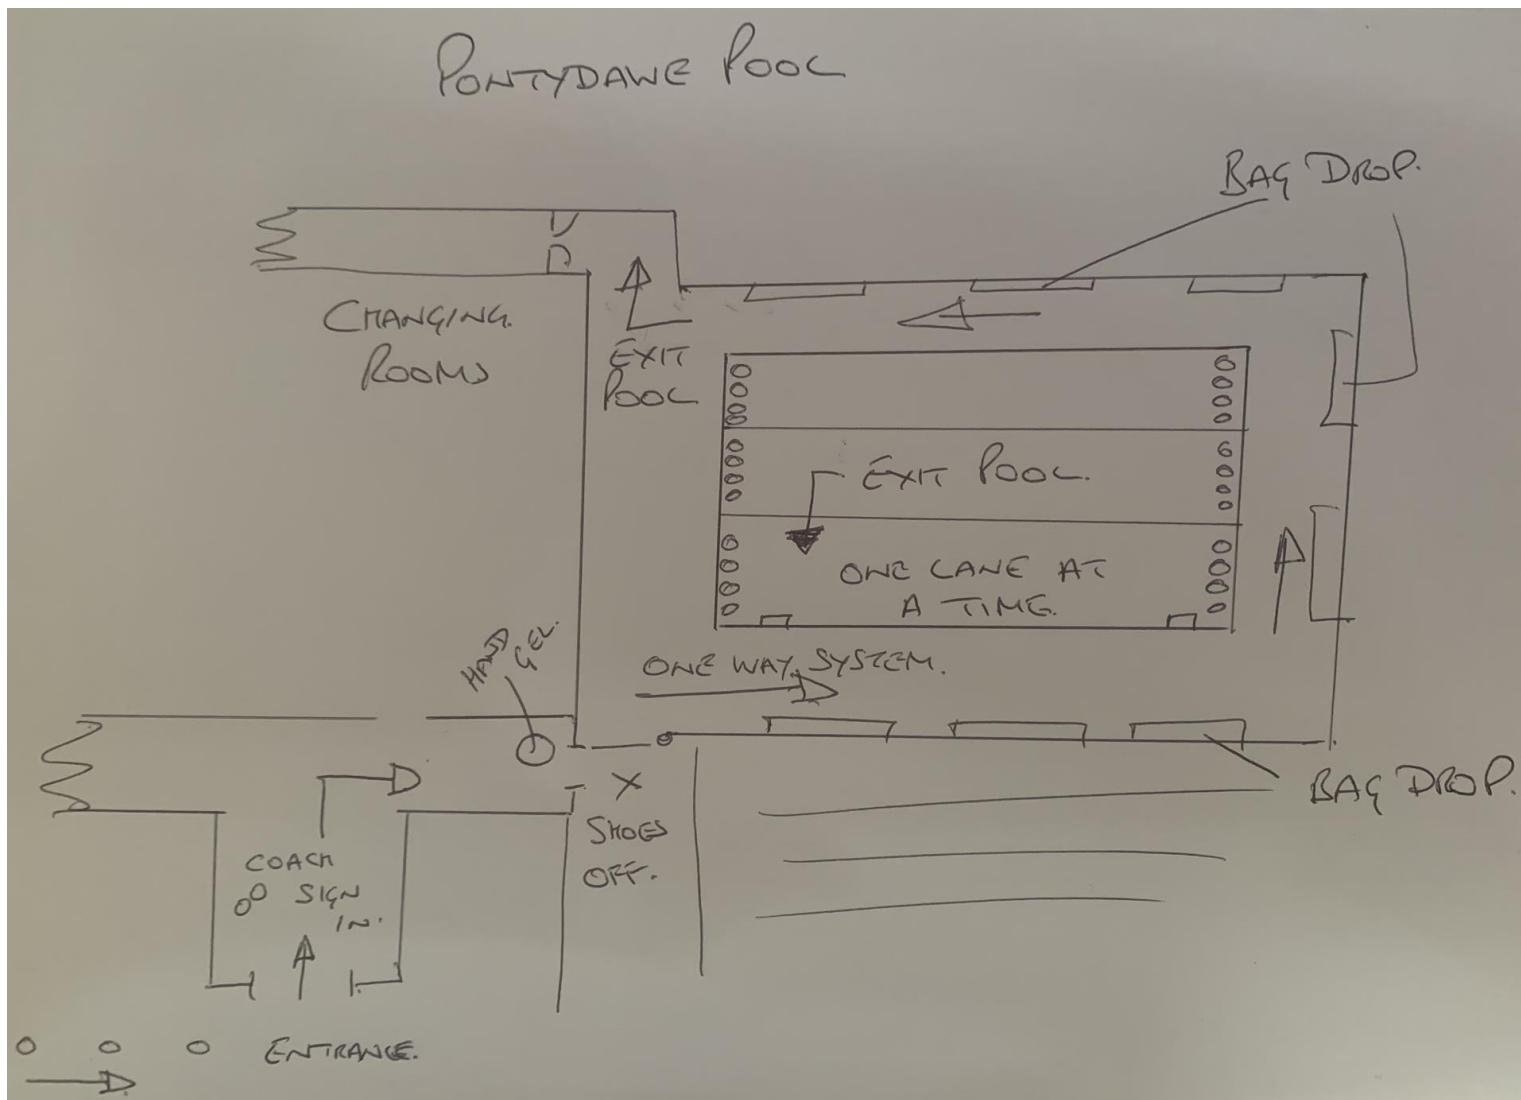 PONTYDAWE POOL
BAG DROP.
CHANGING.
ROOMS
EXIT
POOL
EXIT POOL.
ONE LANE AT
A TIME.
HAND
GEL.
ONE WAY SYSTEM.
BAG DROP.
X
SHOES
OFF.
COACH
SIGN
IN.
ENTRANCE.